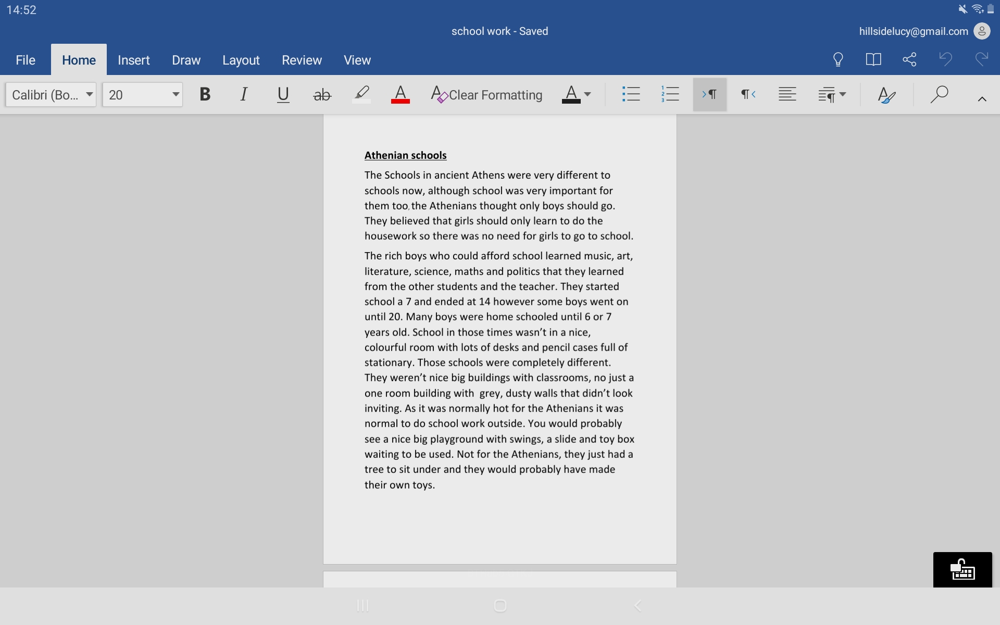 14:52
school work - Saved
hillsidelucy@gmail.com
File Home Insert Draw Layout Review View
Calibri (Bo... 20 B I U ab A A Clear Formatting A
Athenian schools
The Schools in ancient Athens were very different to
schools now, although school was very important for
them too, the Athenians thought only boys should go.
They believed that girls should only learn to do the
housework so there was no need for girls to go to school.
The rich boys who could afford school learned music, art,
literature, science, maths and politics that they learned
from the other students and the teacher. They started
school a 7 and ended at 14 however some boys went on
until 20. Many boys were home schooled until 6 or 7
years old. School in those times wasn’t in a nice,
colourful room with lots of desks and pencil cases full of
stationary. Those schools were completely different.
They weren’t nice big buildings with classrooms, no just a
one room building with  grey, dusty walls that didn’t look
inviting. As it was normally hot for the Athenians it was
normal to do school work outside. You would probably
see a nice big playground with swings, a slide and toy box
waiting to be used. Not for the Athenians, they just had a
tree to sit under and they would probably have made
their own toys.